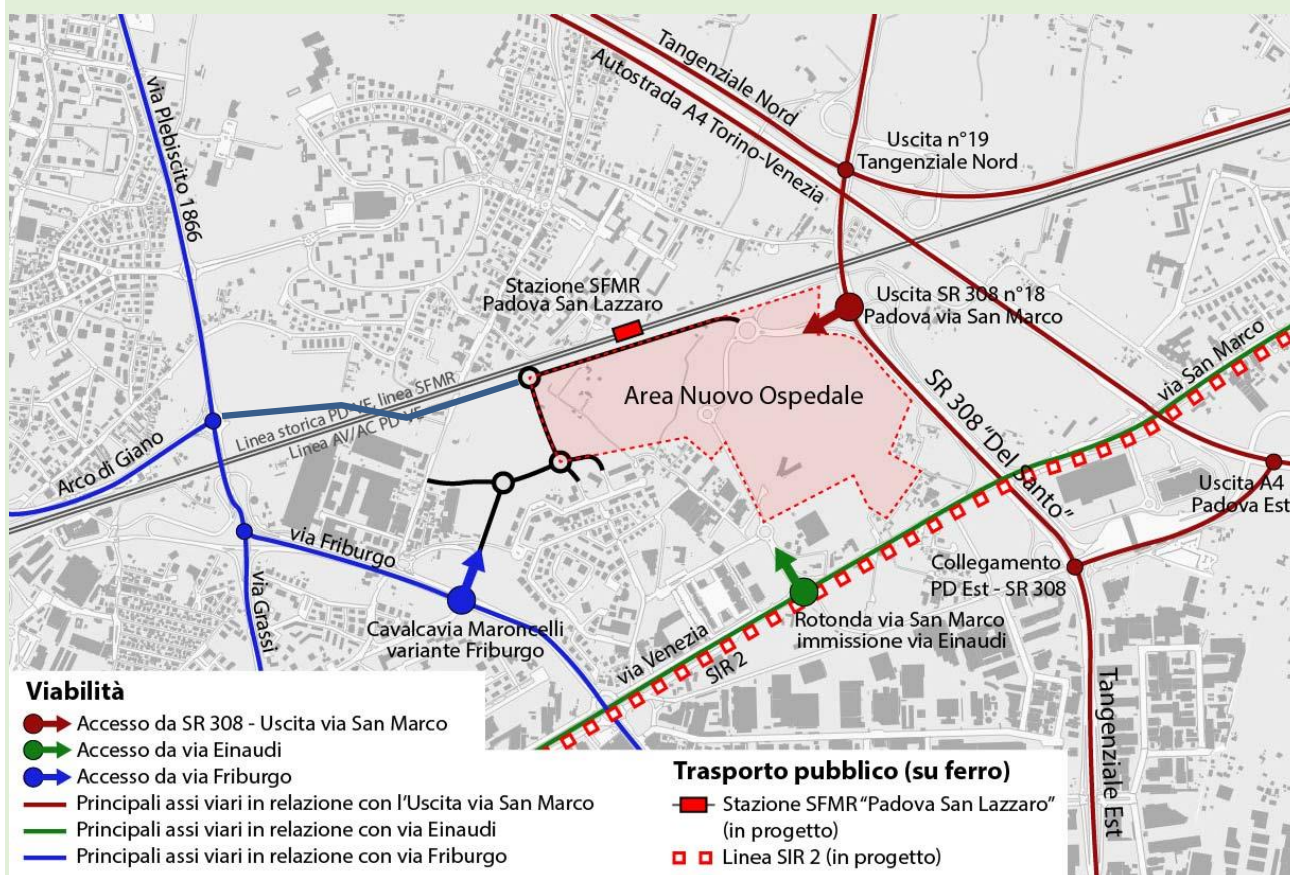 Tangenziale Nord
Autostrada A4 Torino-Venezia
via Plebiscito 1866
Uscita n°19
Tangenziale Nord
Stazione SFMR
Padova San Lazzaro
Uscita SR 308 n°18
Padova via San Marco
via San Marco
Area Nuovo Ospedale
Linea storica PD-VE, linea SFMR
Linea AV/AC PD-VE
Arco di Giano
SR 308 "Del Santo"
Uscita A4
Padova Est
via Friburgo
via Grassi
Collegamento
PD Est - SR 308
Cavalcavia Maroncelli
variante Friburgo
Rotonda via San Marco
immissione via Einaudi
via Venezia
SIR 2
Tangenziale Est
Viabilità
Accesso da SR 308 - Uscita via San Marco
Accesso da via Einaudi
Accesso da via Friburgo
Principali assi viari in relazione con l'Uscita via San Marco
Principali assi viari in relazione con via Einaudi
Principali assi viari in relazione con via Friburgo
Trasporto pubblico (su ferro)
Stazione SFMR "Padova San Lazzaro"
(in progetto)
Linea SIR 2 (in progetto)